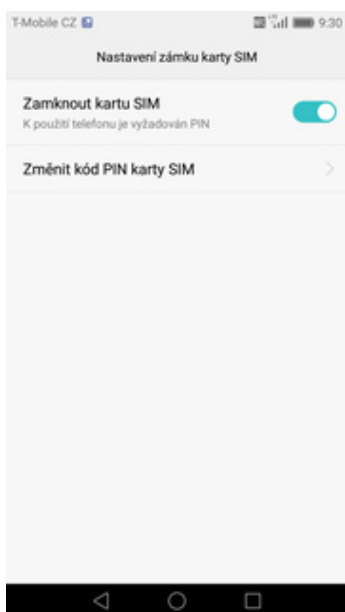 T-Mobile CZ 9:30
Nastavení zámku karty SIM
Zamknout kartu SIM
K použití telefonu je vyžadován PIN
Změnit kód PIN karty SIM